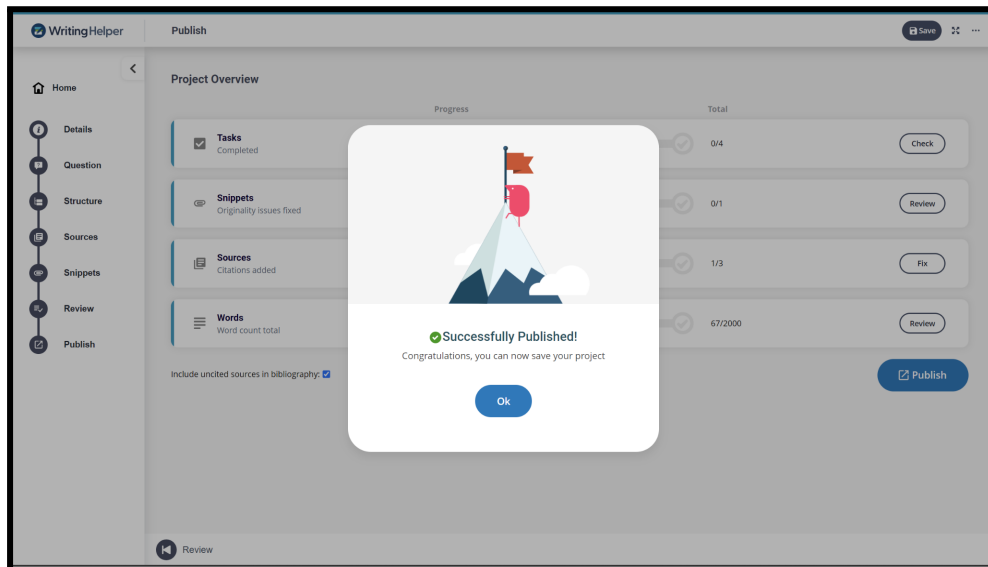 WritingHelper
Publish
Save
Home
Details
Question
Structure
Sources
Snippets
Review
Publish
Project Overview
Progress
Total
Tasks
Completed
0/4
Check
Snippets
Originality issues fixed
0/1
Review
Sources
Citations added
1/3
Fix
Words
Word count total
67/2000
Review
Include uncited sources in bibliography:
Publish
Successfully Published!
Congratulations, you can now save your project
Ok
Review